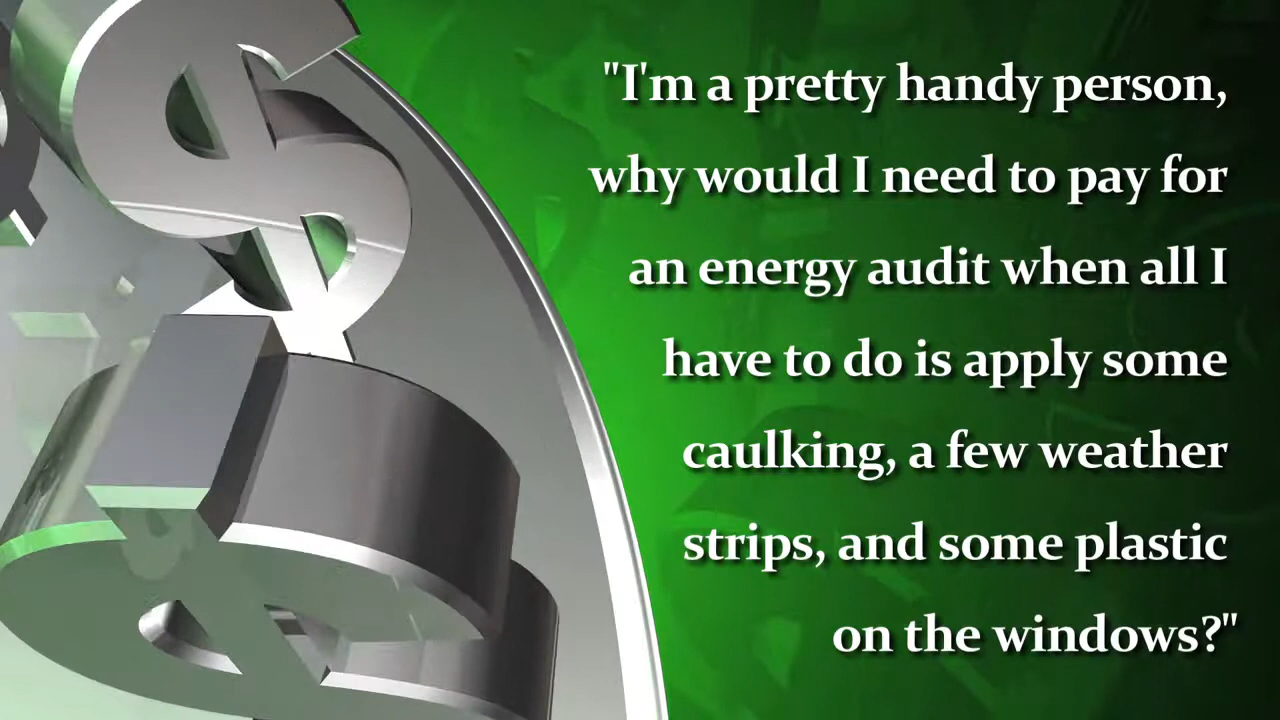 "I'm a pretty handy person,
why would I need to pay for
an energy audit when all I
have to do is apply some
caulking, a few weather
strips, and some plastic
on the windows?"